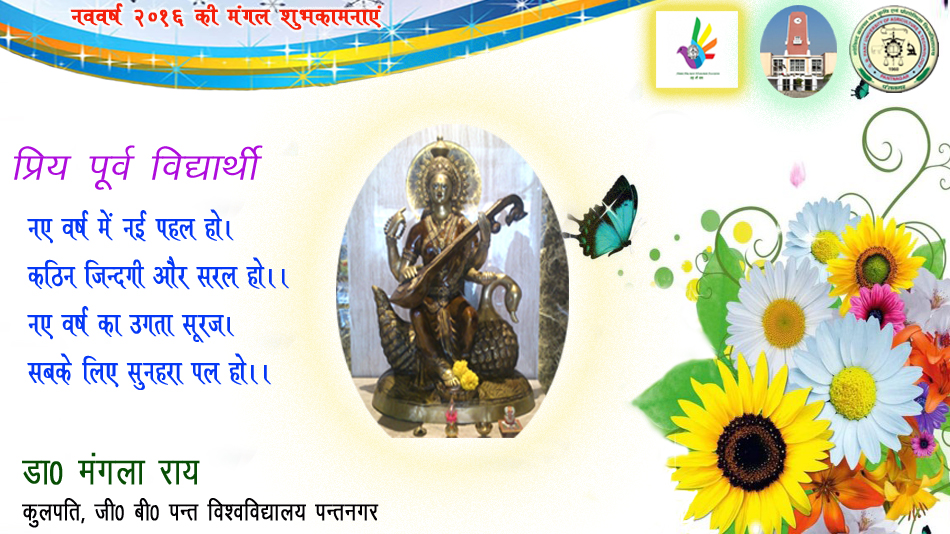 नववर्ष २०१६ की मंगल शुभकामनाएं
प्रिय पूर्व विद्यार्थी
नए वर्ष में नई पहल हो।
कठिन जिन्दगी और सरल हो।।
नए वर्ष का उगता सूरज।
सबके लिए सुनहरा पल हो।।
डा0 मंगला राय
कुलपति, जी0 बी0 पन्त विश्वविद्यालय पन्तनगर